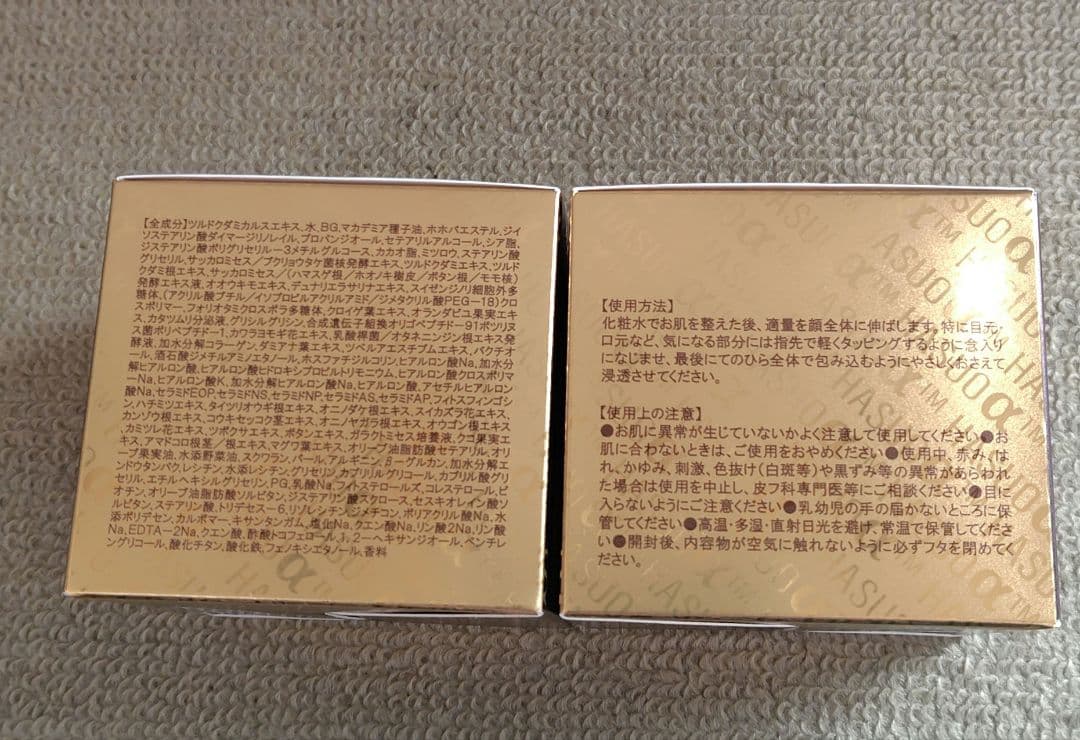 【全成分】ツルドクダミカルスエキス、水、BG、マカデミア種子油、ホホバエステル、ジイ
ソステアリン酸ダイマージリノレイル、プロパンジオール、セテアリルアルコール、シア脂、
ジステアリン酸ポリグリセリル-3メチルグルコース、カカオ脂、ミツロウ、ステアリン酸
グリセリル、サッカロミセス/ブクリョウタケ菌核発酵エキス、ツルドクダミエキス、ツルド
クダミ根エキス、サッカロミセス/(ハマスゲ根/ホオノキ樹皮/ボタン根/モモ核)
発酵エキス液、オオウキモエキス、デュナリエラサリナエキス、スイゼンジノリ細胞外多
糖体、(アクリル酸ブチル/イソプロピルアクリルアミド/ジメタクリル酸PEG-18)クロ
スポリマー、フォリオタミクロスポラ多糖体、クロイゲ葉エキス、オランダビユ果実エキ
ス、カタツムリ分泌液、グリシルグリシン、合成遺伝子組換オリゴペプチド-91ボツリヌ
ス菌ポリペプチド-1、カワラヨモギ花エキス、乳酸桿菌/オタネニンジン根エキス発
酵液、加水分解コラーゲン、ダミアナ葉エキス、ツベルアエスチブムエキス、バクチオ
ール、酒石酸ジメチルアミノエタノール、ホスファチジルコリンヒアルロン酸Na、加水分
解ヒアルロン酸、ヒアルロン酸ヒドロキシプロピルトリモニウム、ヒアルロン酸クロスポリマ
ーNa、ヒアルロン酸K、加水分解ヒアルロン酸Na、ヒアルロン酸、アセチルヒアルロン
酸Na、セラミドEOP、セラミドNS、セラミドNP、セラミドAS、セラミドAP、フィトスフィンゴシ
ン、ハチミツエキス、タイツリオウギ根エキス、オニノダケ根エキス、スイカズラ花エキス、
カンゾウ根エキス、コウキセッコク茎エキス、オニノヤガラ根エキス、オウゴン根エキス
、カミツレ花エキス、ツボクサエキス、ボタンエキス、ガラクトミセス培養液、クコ果実エ
キス、アマドコロ根茎/根エキス、マグワ葉エキス、オリーブ油脂肪酸セテアリル、オリ
ーブ果実油、水添野菜油、スクワラン、パール、アルギニン、β-グルカン、加水分解エ
ンドウタンパク、レシチン、水添レシチン、グリセリン、カプリリルグリコール、カプリル酸グリ
セリル、エチルヘキシルグリセリン、PG、乳酸Na、フィトステロールズ、コレステロール、ビ
オチン、オリーブ油脂肪酸ソルビタン、ジステアリン酸スクロース、セスキオレイン酸ソ
ルビタン、ステアリン酸、トリデセス-6、リゾレシチン、ジメチコン、ポリアクリル酸Na、水
添ポリデセン、カルボマー、キサンタンガム、塩化Na、クエン酸Na、リン酸2Na、リン酸
Na、EDTA-2Na、クエン酸、酢酸トコフェロール、1,2-ヘキサンジオール、ペンチレ
ングリコール、酸化チタン、酸化鉄、フェノキシエタノール、香料
【使用方法】
化粧水でお肌を整えた後、適量を顔全体に伸ばします。特に目元・
口元など、気になる部分には指先で軽くタッピングするように念入り
になじませ、最後にてのひら全体で包み込むようにやさしくおさえて
浸透させてください。
【使用上の注意】
●お肌に異常が生じていないかよく注意して使用してください●お
肌に合わないときは、ご使用をおやめください●使用中、赤み、は
れ、かゆみ、刺激、色抜け(白斑等)や黒ずみ等の異常があらわれ
た場合は使用を中止し、皮フ科専門医等にご相談ください●目に
入らないようにご注意ください●乳幼児の手の届かないところに保
管してください●高温・多湿・直射日光を避け、常温で保管してくださ
い●開封後、内容物が空気に触れないように必ずフタを閉めてく
ださい。